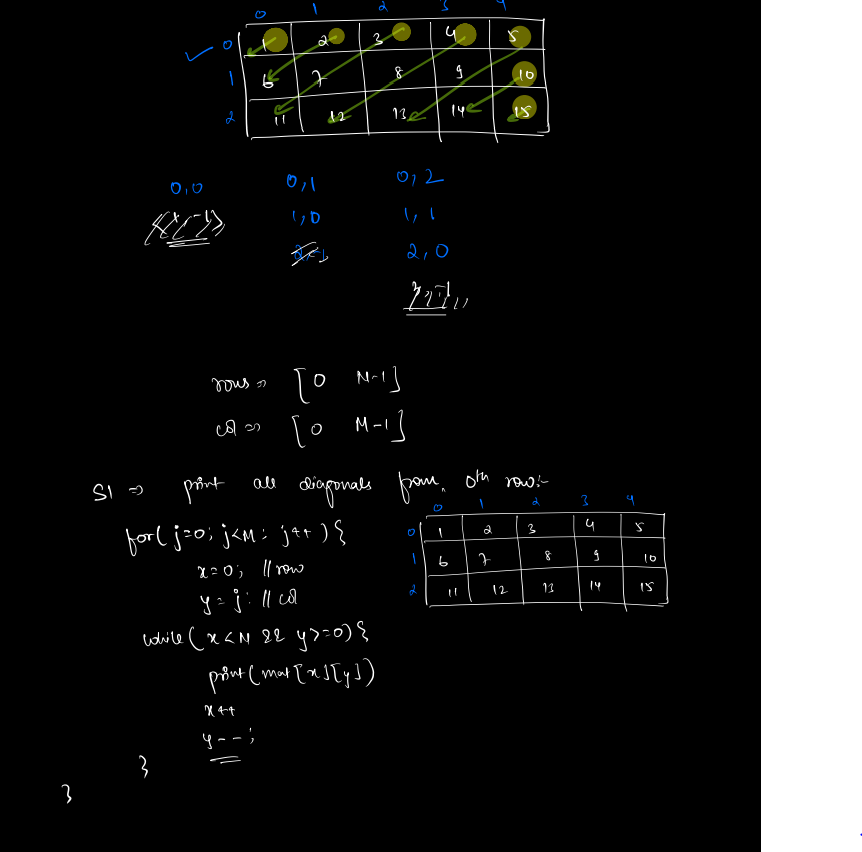 0 1 2 3 4
0 1 2 3 4 5
1 6 7 8 9 10
2 11 12 13 14 15
0,0 0,1 0,2
1,0 1,1
2,0
rows => [0 N-1]
col => [0 M-1]
S1 => print all diagonals from 0th row:-
for( j=0; j<M; j++ ){
x=0; // row
y=j; // col
while( x<N && y>=0){
print(mat[x][y])
x++
y--;
}
}
0 1 2 3 4
0 1 2 3 4 5
1 6 7 8 9 10
2 11 12 13 14 15